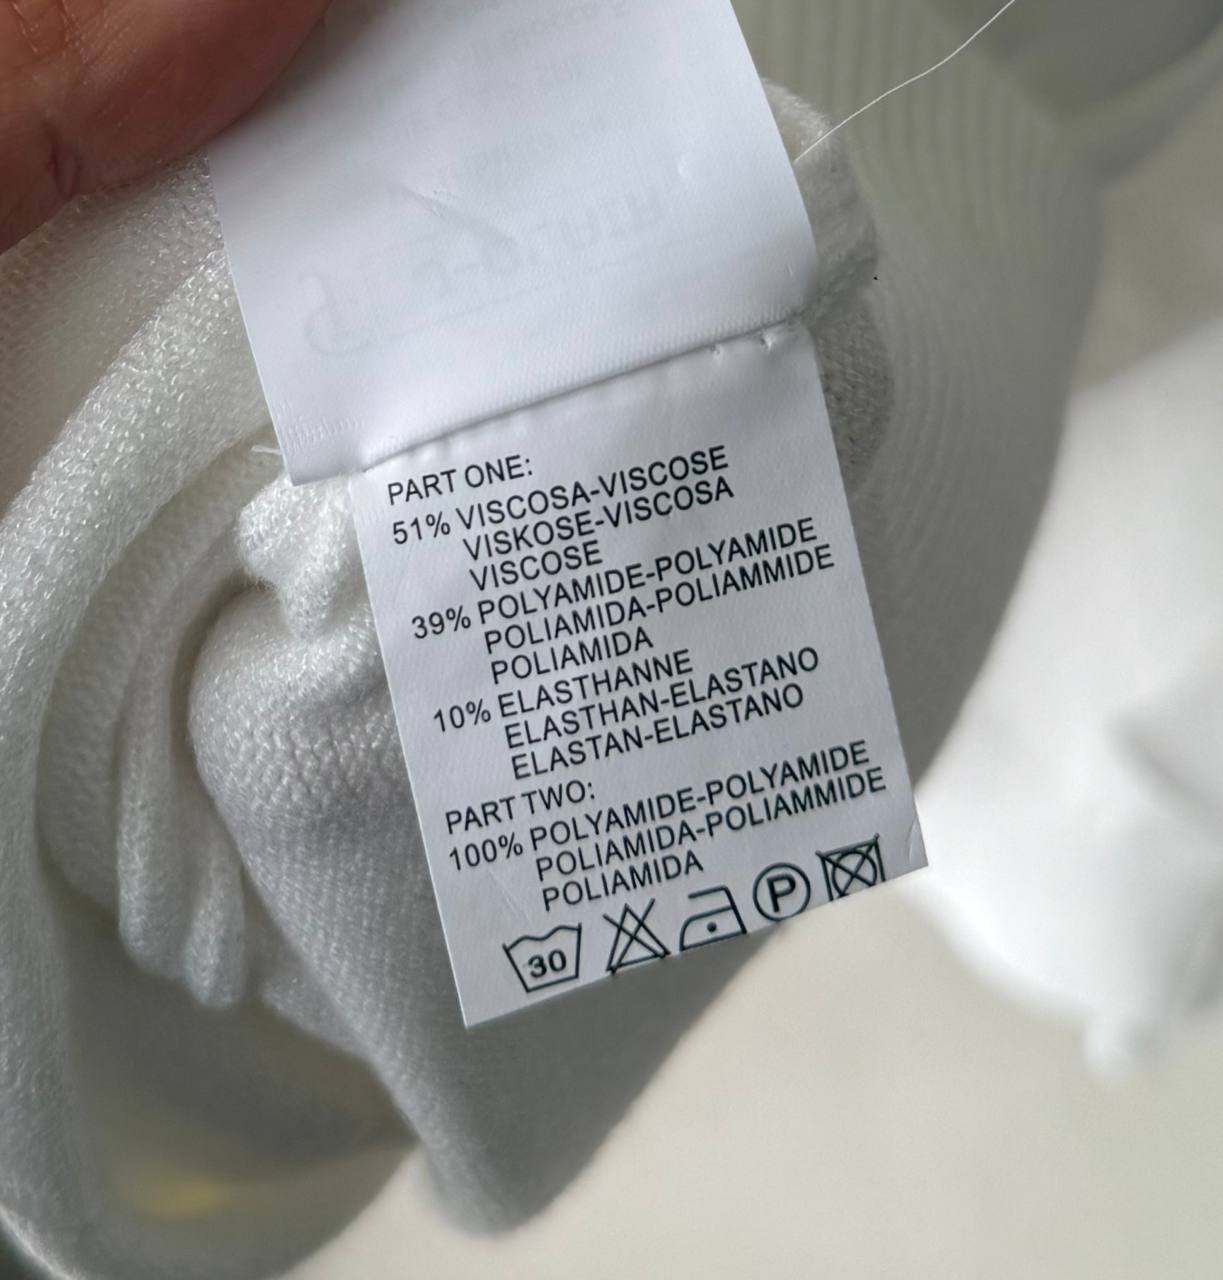 PART ONE:
51% VISCOSA-VISCOSE
VISKOSE-VISCOSA
VISCOSE
39% POLYAMIDE-POLYAMIDE
POLIAMIDA-POLIAMMIDE
POLIAMIDA
10% ELASTHANNE
ELASTHAN-ELASTANO
ELASTAN-ELASTANO
PART TWO:
100% POLYAMIDE-POLYAMIDE
POLIAMIDA-POLIAMMIDE
POLIAMIDA
30 P